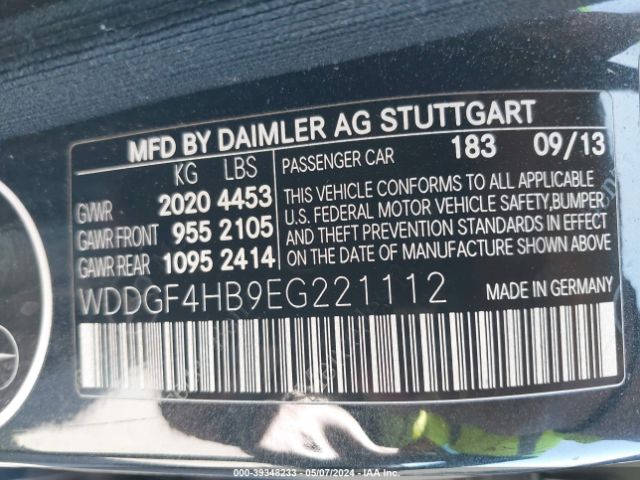 MFD BY DAIMLER AG STUTTGART
KG LBS
GVWR 2020 4453
GAWR FRONT 955 2105
GAWR REAR 1095 2414
PASSENGER CAR 183 09/13
THIS VEHICLE CONFORMS TO ALL APPLICABLE
U.S. FEDERAL MOTOR VEHICLE SAFETY,BUMPER
AND THEFT PREVENTION STANDARDS IN EFFECT
ON THE DATE OF MANUFACTURE SHOWN ABOVE
WDDGF4HB9EG221112 MADE IN GERMANY
000-39348233 - 05/07/2024 - IAA Inc.